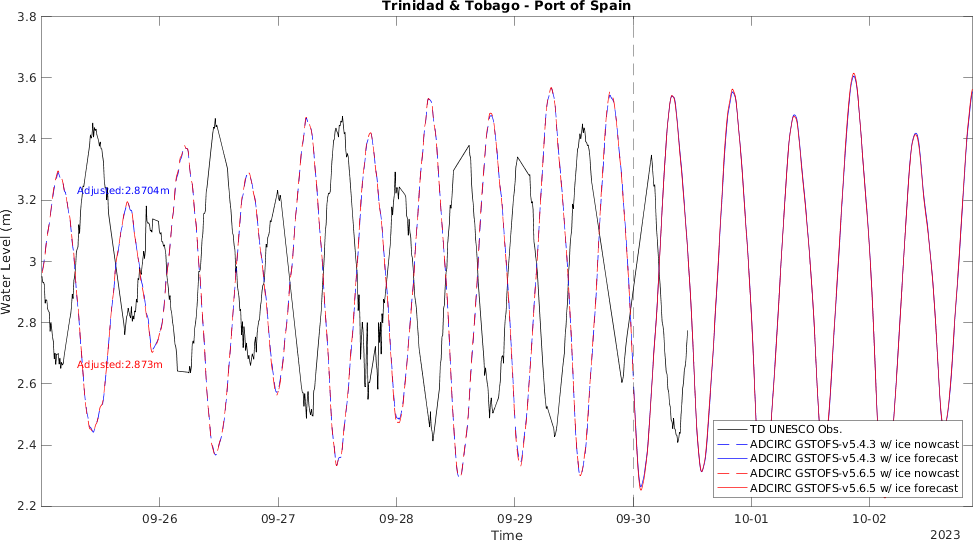 Trinidad & Tobago - Port of Spain
3.8
3.6
3.4
3.2
3
2.8
2.6
2.4
2.2
Water Level (m)
Adjusted:2.8704m
Adjusted:2.873m
TD UNESCO Obs.
ADCIRC GSTOFS-v5.4.3 w/ ice nowcast
ADCIRC GSTOFS-v5.4.3 w/ ice forecast
ADCIRC GSTOFS-v5.6.5 w/ ice nowcast
ADCIRC GSTOFS-v5.6.5 w/ ice forecast
09-26 09-27 09-28 09-29 09-30 10-01 10-02
Time
2023